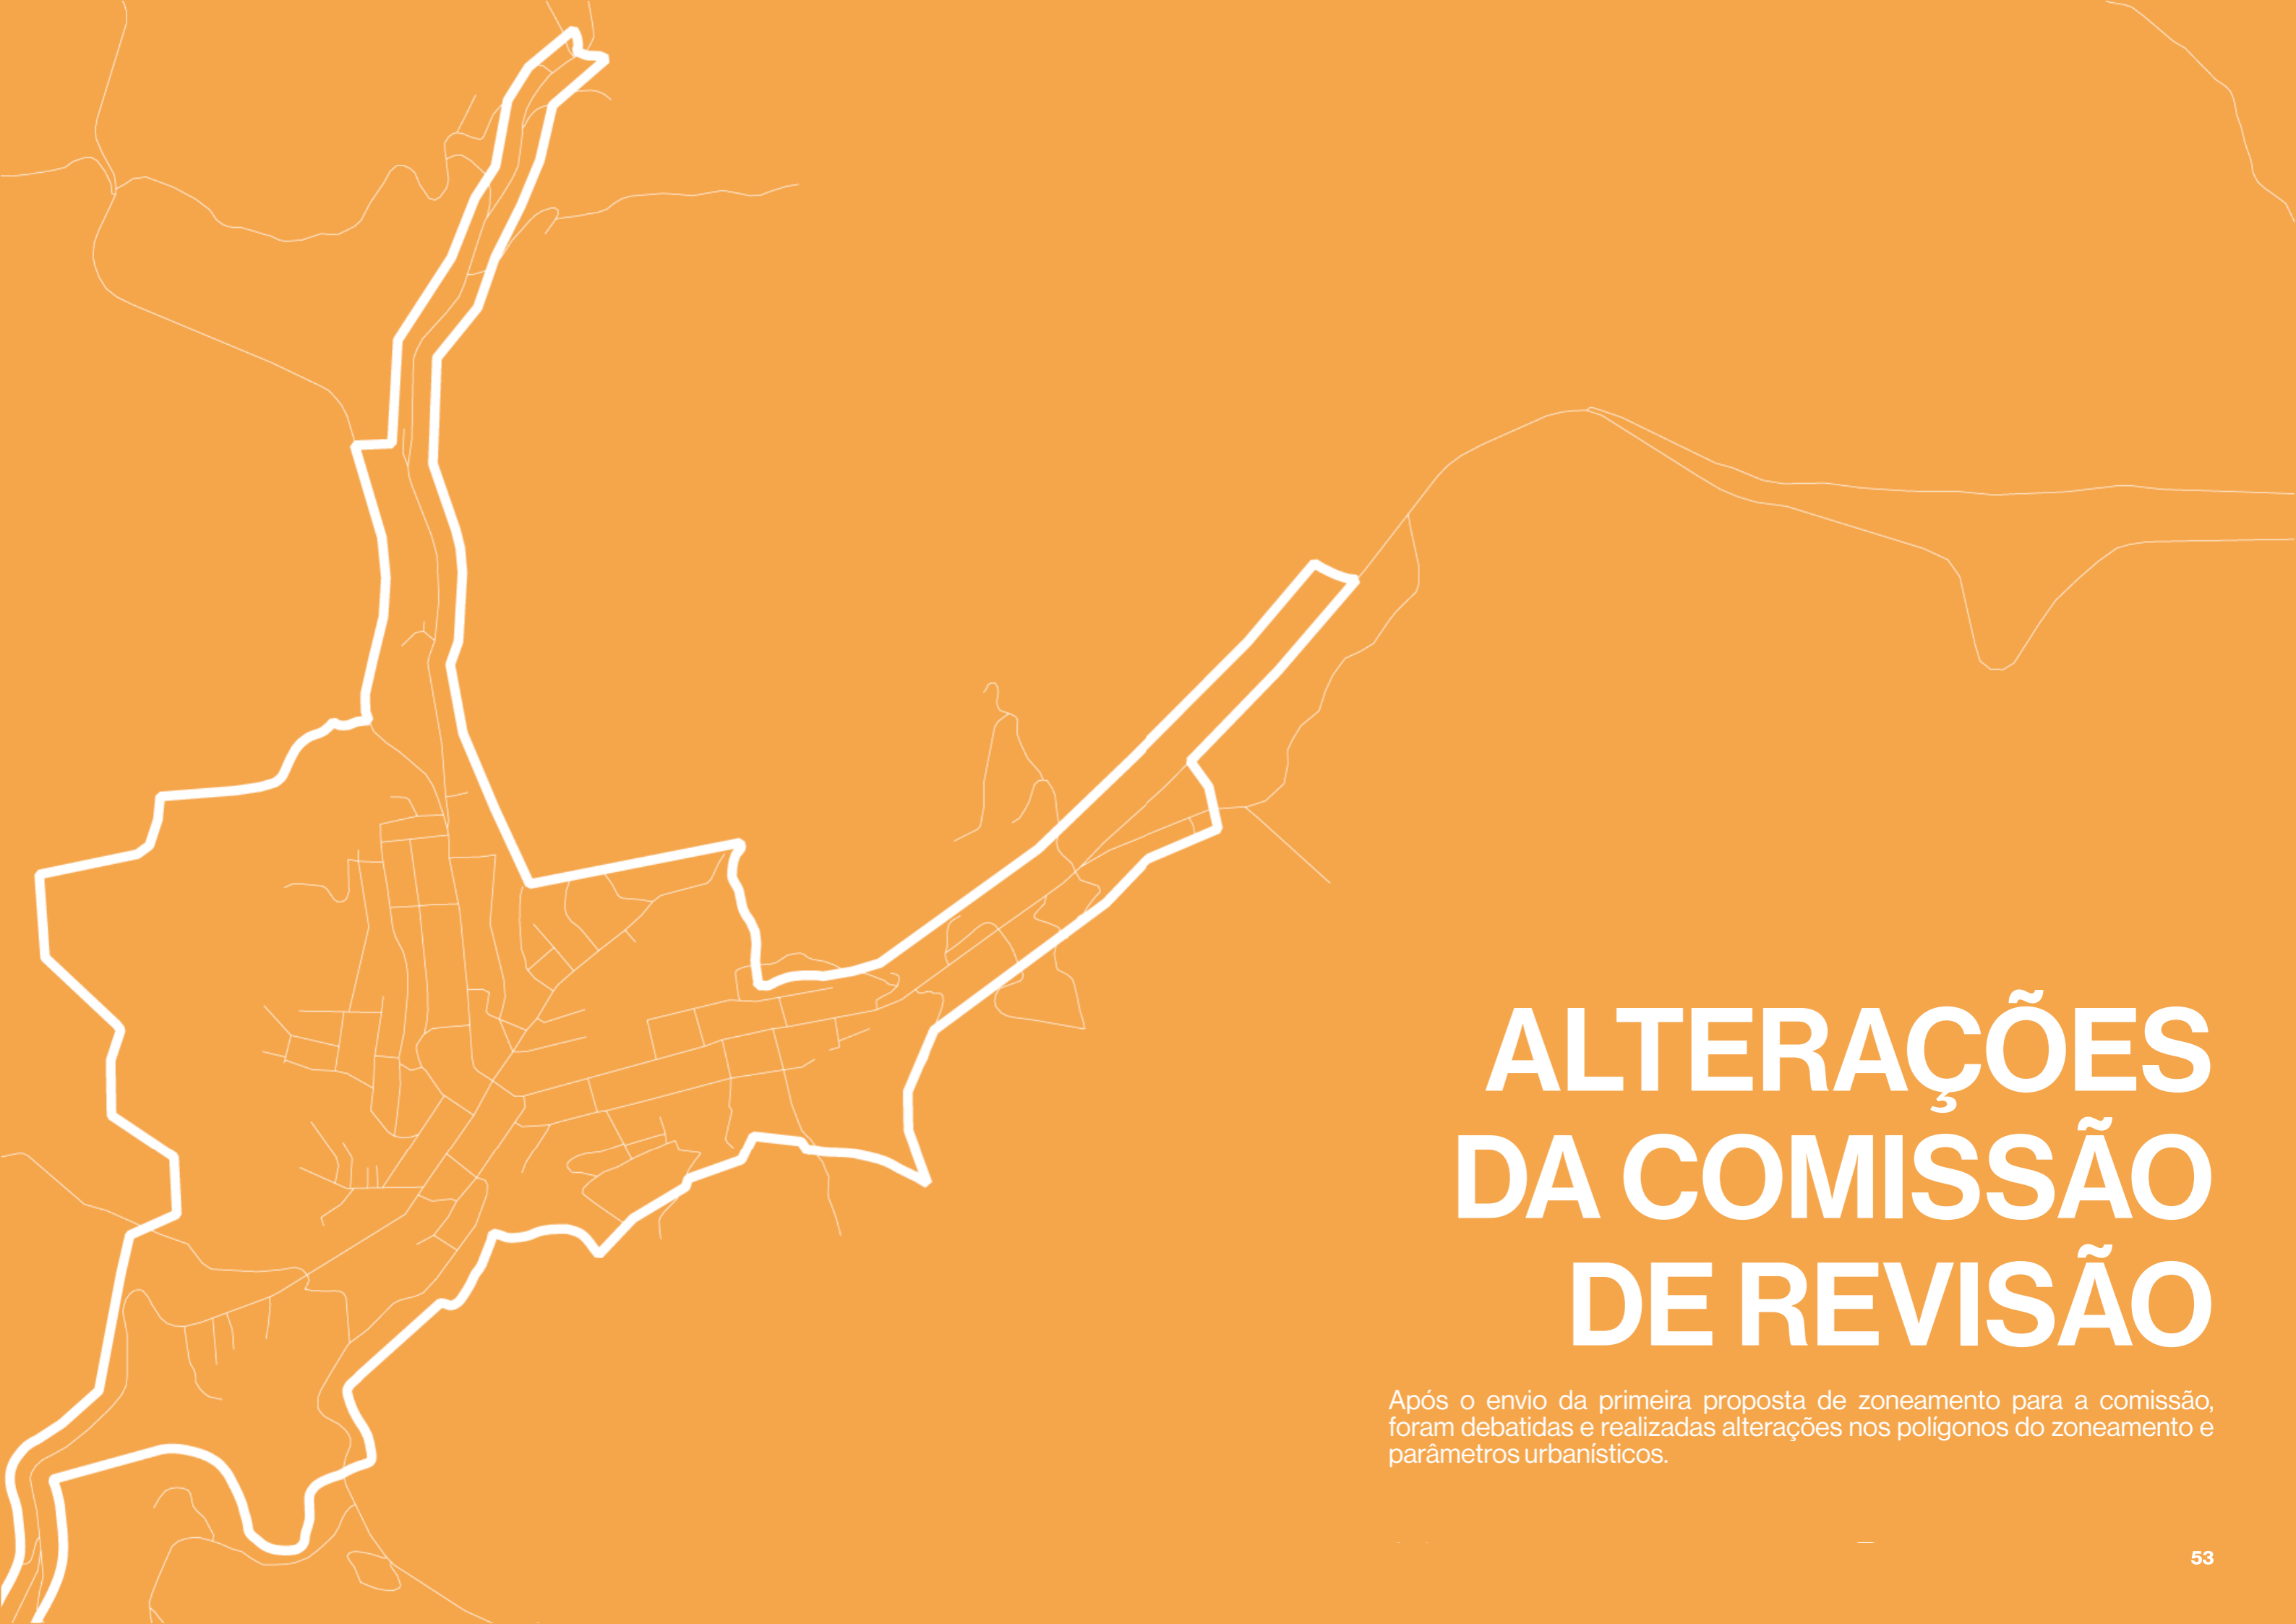 ALTERAÇÕES
DA COMISSÃO
DE REVISÃO
Após o envio da primeira proposta de zoneamento para a comissão,
foram debatidas e realizadas alterações nos polígonos do zoneamento e
parâmetros urbanísticos.
53